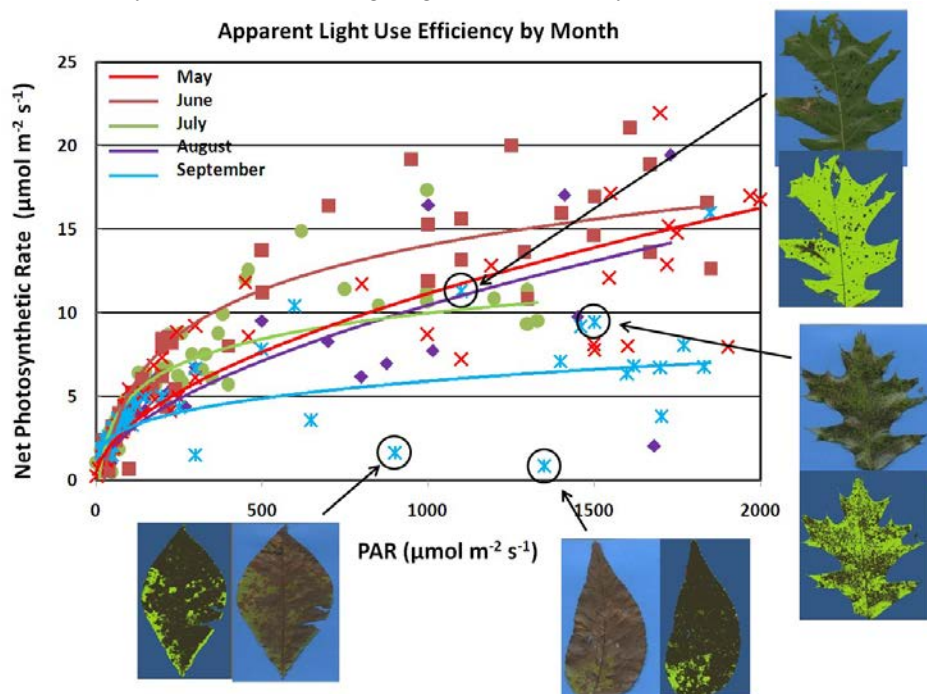 Apparent Light Use Efficiency by Month
25
20
15
10
5
0
Net Photosynthetic Rate (µmol m⁻² s⁻¹)
May
June
July
August
September
0 500 1000 1500 2000
PAR (µmol m⁻² s⁻¹)